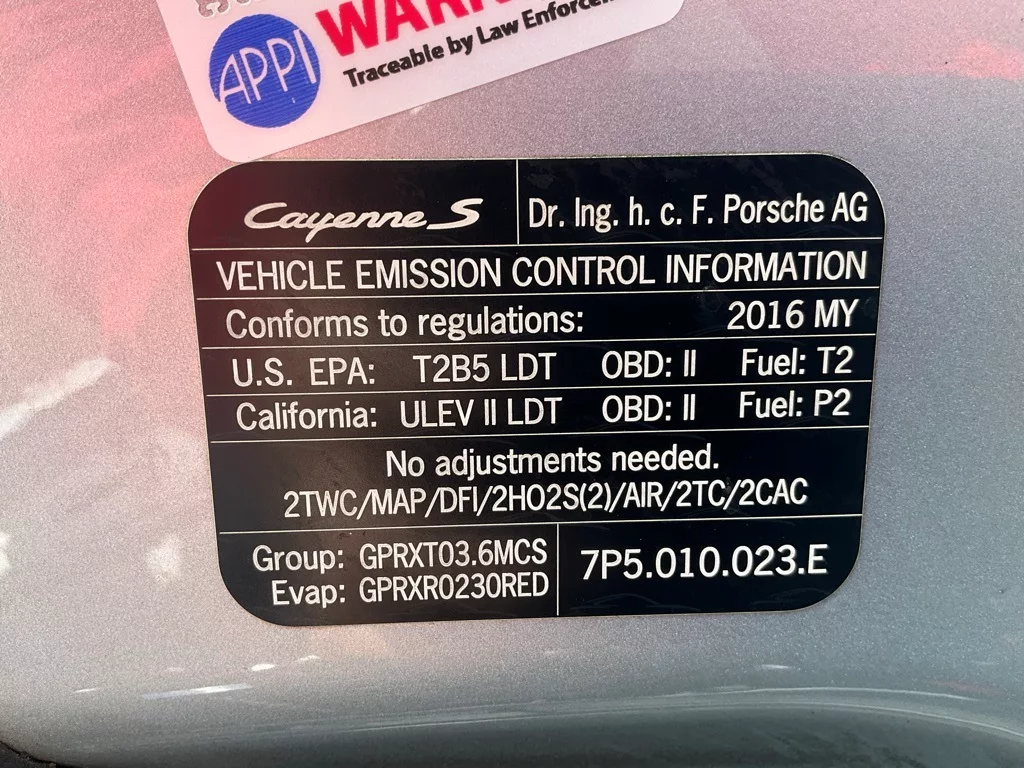 APPI
Traceable by Law
Cayenne S
Dr. Ing. h. c. F. Porsche AG
VEHICLE EMISSION CONTROL INFORMATION
Conforms to regulations: 2016 MY
U.S. EPA: T2B5 LDT OBD: II Fuel: T2
California: ULEV II LDT OBD: II Fuel: P2
No adjustments needed.
2TWC/MAP/DFI/2HO2S(2)/AIR/2TC/2CAC
Group: GPRXT03.6MCS
Evap: GPRXR0230RED
7P5.010.023.E